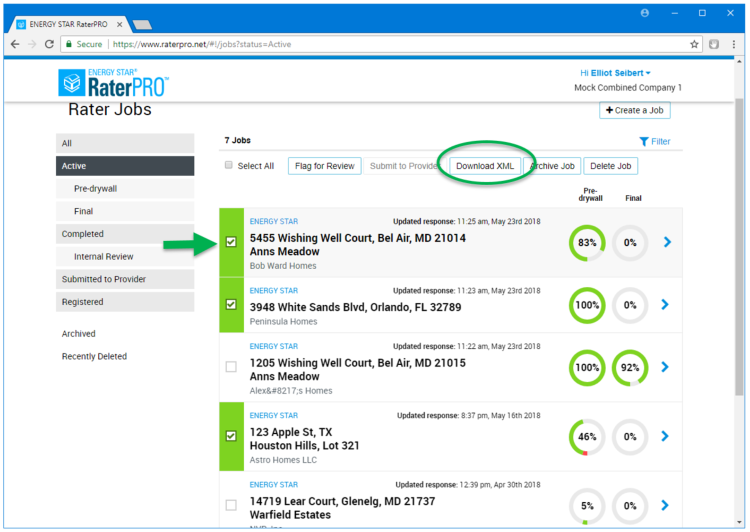 ENERGY STAR RaterPRO
Secure | https://www.raterpro.net/#!/jobs?status=Active
ENERGY STAR®
RaterPRO™
Hi Elliot Seibert
Mock Combined Company 1
Rater Jobs
+ Create a Job
All
Active
Pre-drywall
Final
Completed
Internal Review
Submitted to Provider
Registered
Archived
Recently Deleted
7 Jobs
Filter
Select All
Flag for Review
Submit to Provide
Download XML
Archive Job
Delete Job
Pre-
drywall
Final
ENERGY STAR
Updated response: 11:25 am, May 23rd 2018
5455 Wishing Well Court, Bel Air, MD 21014
Anns Meadow
Bob Ward Homes
83%
0%
ENERGY STAR
Updated response: 11:23 am, May 23rd 2018
3948 White Sands Blvd, Orlando, FL 32789
Peninsula Homes
100%
0%
ENERGY STAR
Updated response: 11:22 am, May 23rd 2018
1205 Wishing Well Court, Bel Air, MD 21015
Anns Meadow
Alex&#8217;s Homes
100%
92%
ENERGY STAR
Updated response: 8:37 pm, May 16th 2018
123 Apple St, TX
Houston Hills, Lot 321
Astro Homes LLC
46%
0%
ENERGY STAR
Updated response: 12:39 pm, Apr 30th 2018
14719 Lear Court, Glenelg, MD 21737
Warfield Estates
5%
0%